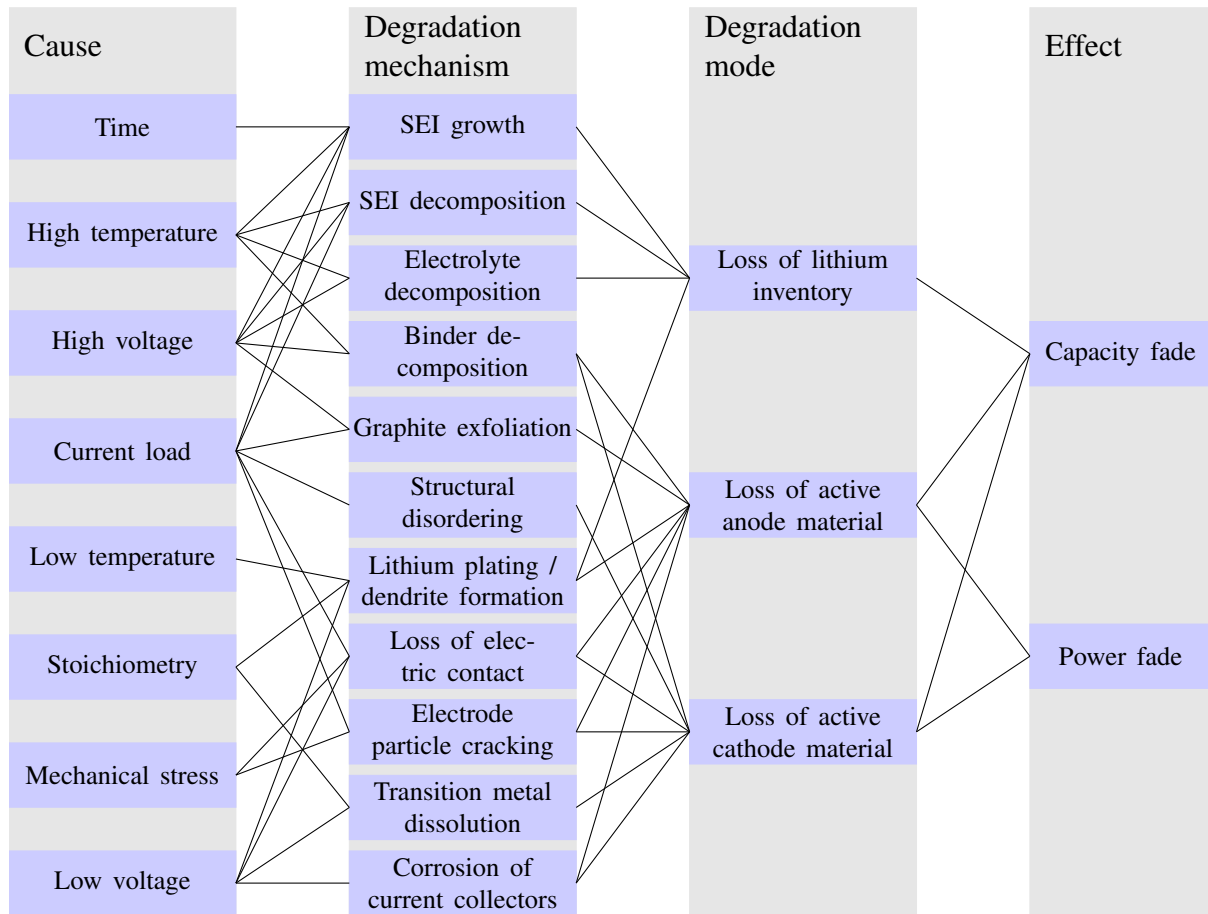 Cause
Time
High temperature
High voltage
Current load
Low temperature
Stoichiometry
Mechanical stress
Low voltage
Degradation
mechanism
SEI growth
SEI decomposition
Electrolyte
decomposition
Binder de-
composition
Graphite exfoliation
Structural
disordering
Lithium plating /
dendrite formation
Loss of elec-
tric contact
Electrode
particle cracking
Transition metal
dissolution
Corrosion of
current collectors
Degradation
mode
Loss of lithium
inventory
Loss of active
anode material
Loss of active
cathode material
Effect
Capacity fade
Power fade